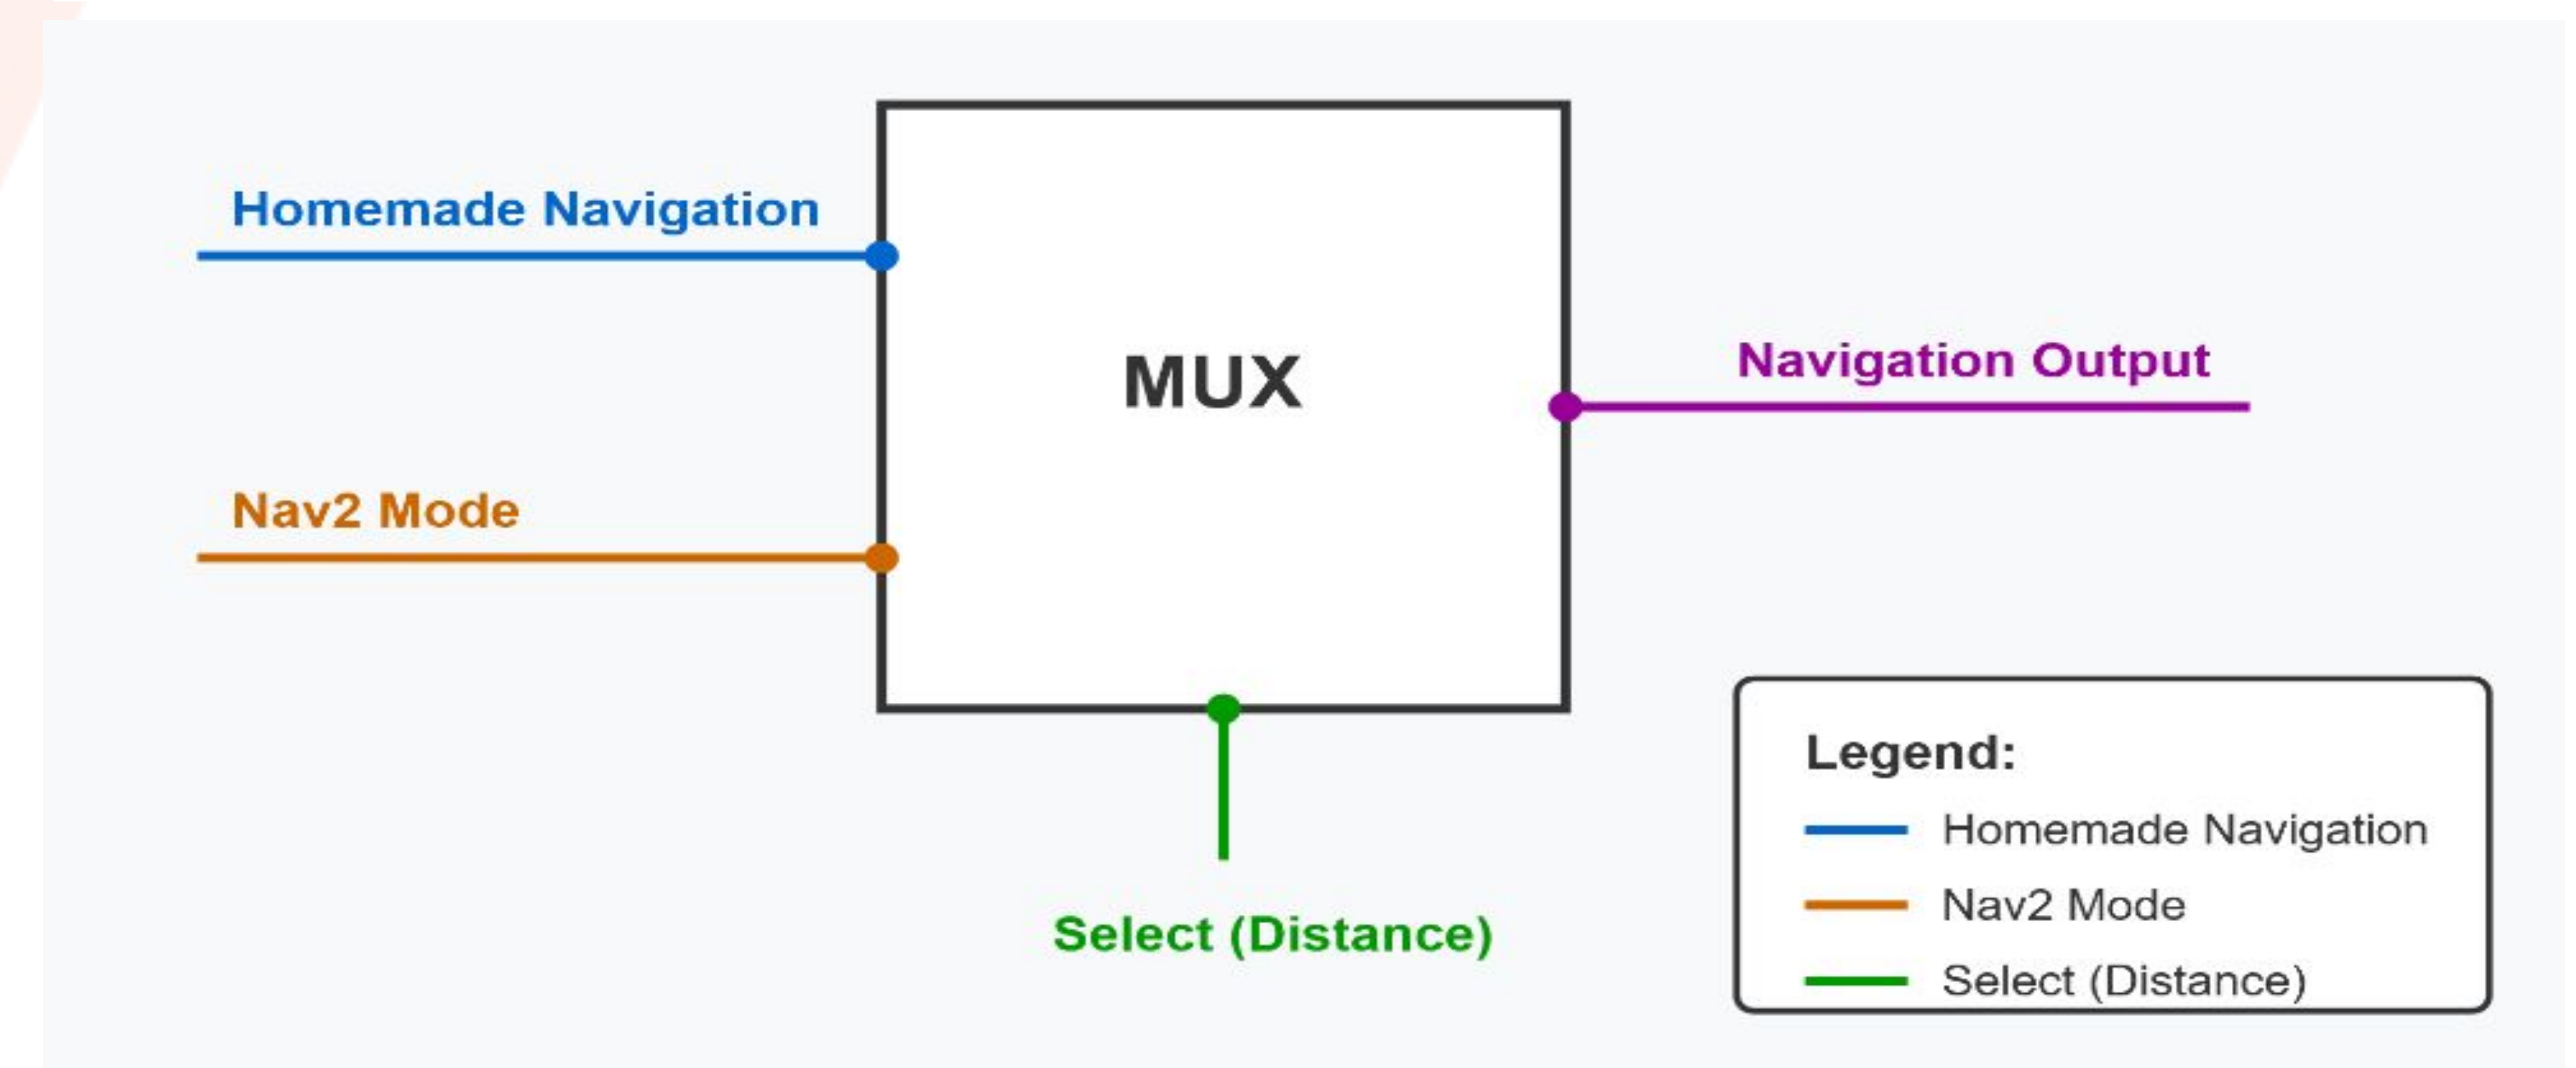 Homemade Navigation
Nav2 Mode
MUX
Navigation Output
Select (Distance)
Legend:
Homemade Navigation
Nav2 Mode
Select (Distance)